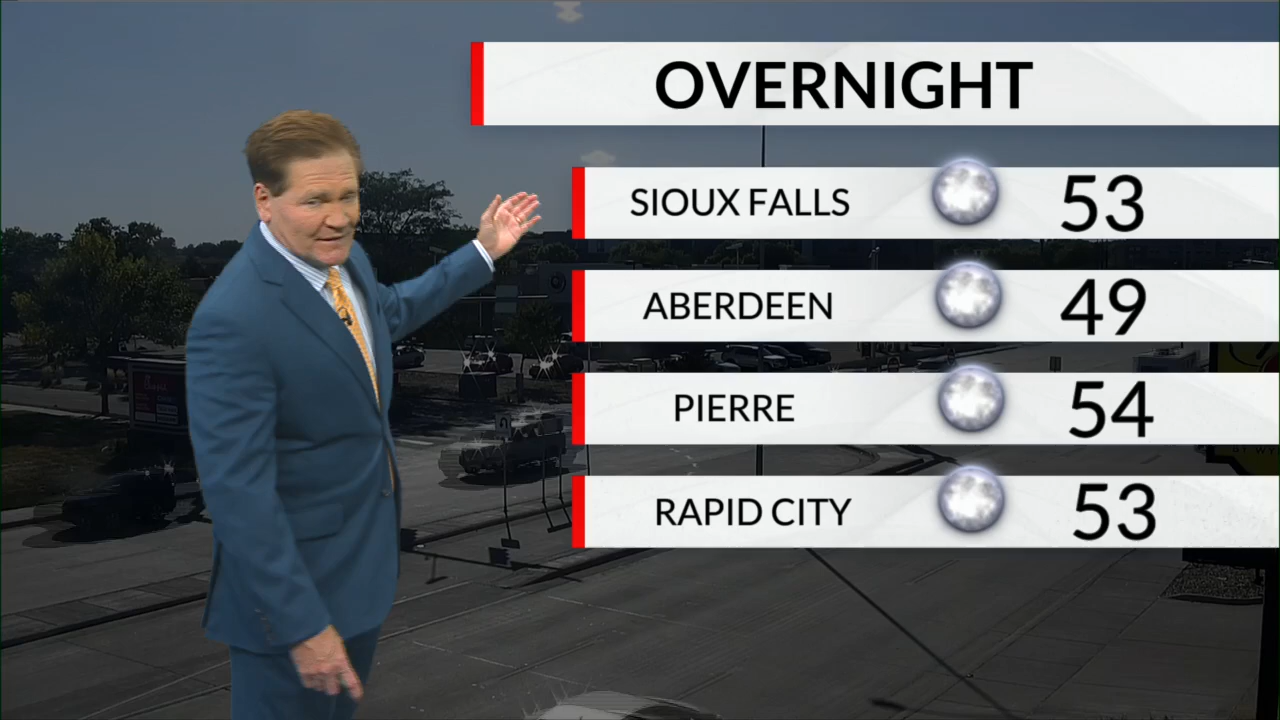 OVERNIGHT
SIOUX FALLS 53
ABERDEEN 49
PIERRE 54
RAPID CITY 53